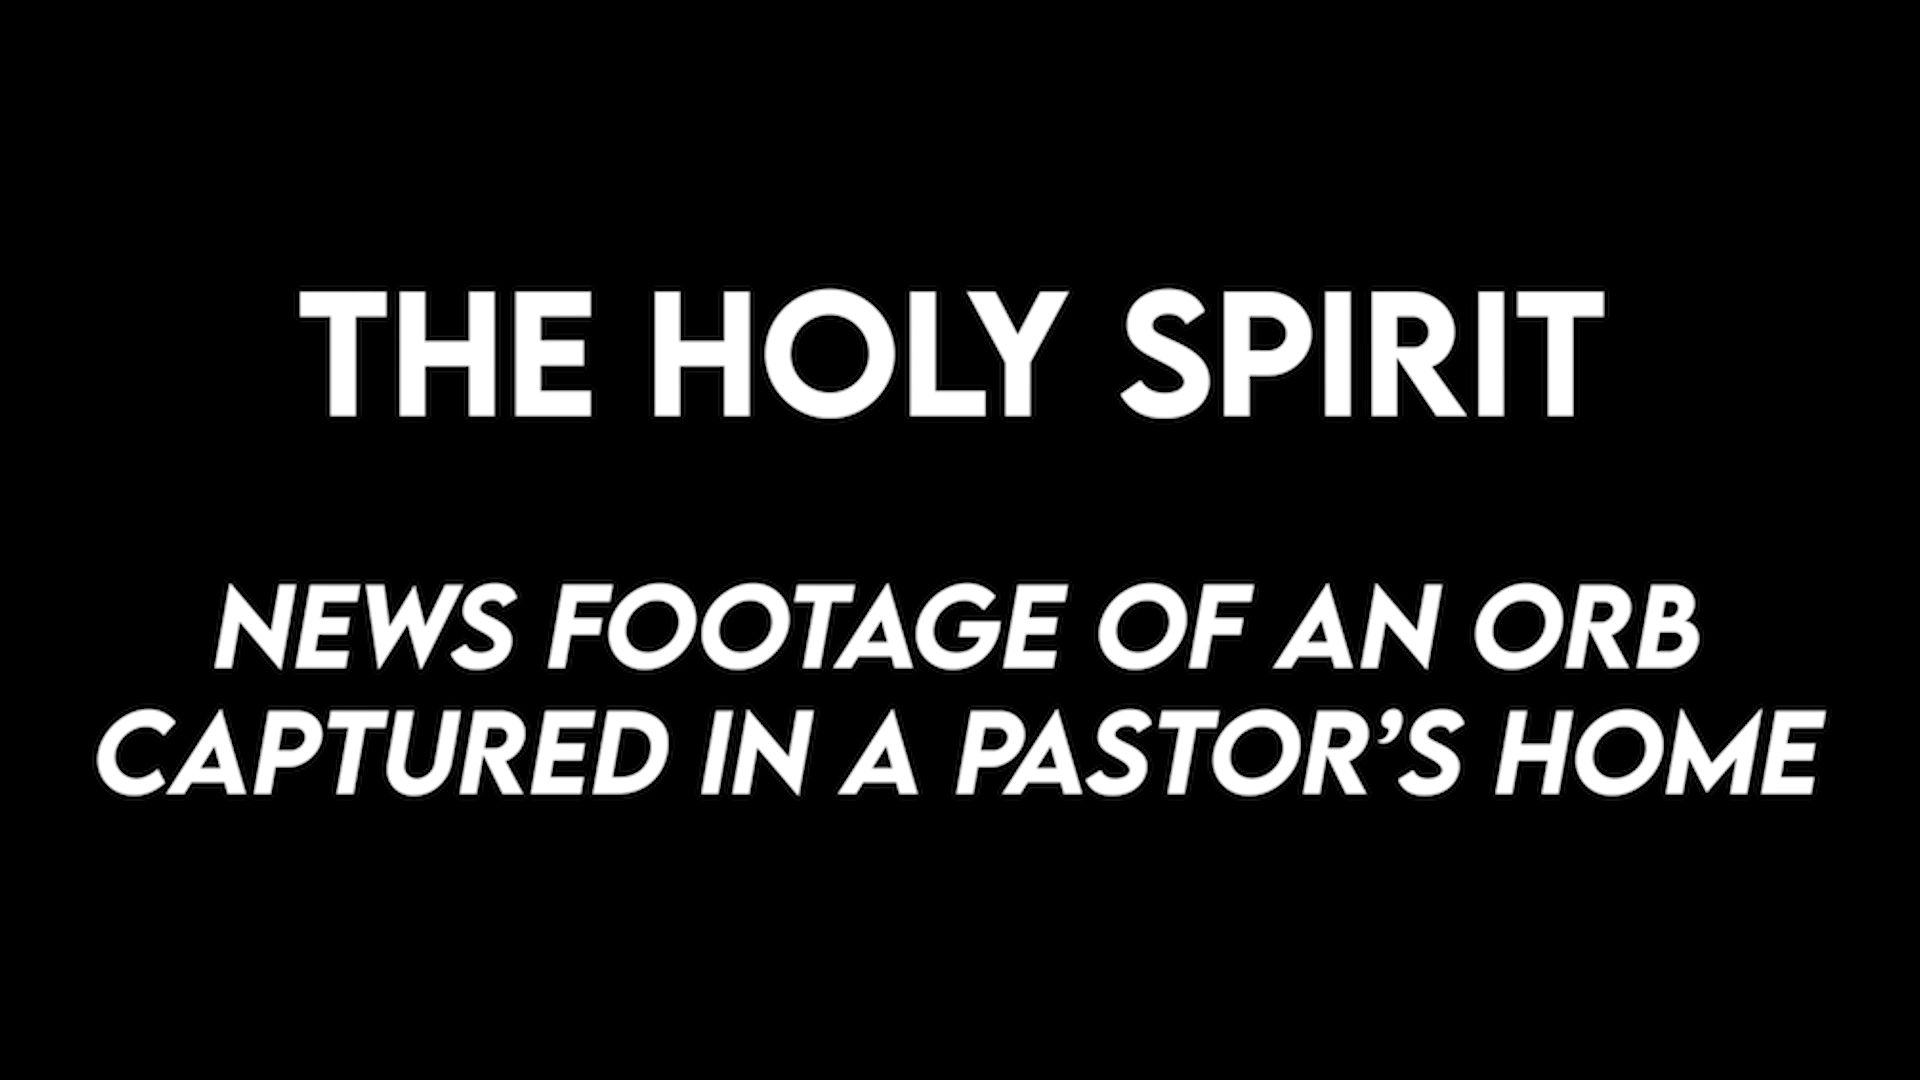 THE HOLY SPIRIT
NEWS FOOTAGE OF AN ORB
CAPTURED IN A PASTOR’S HOME